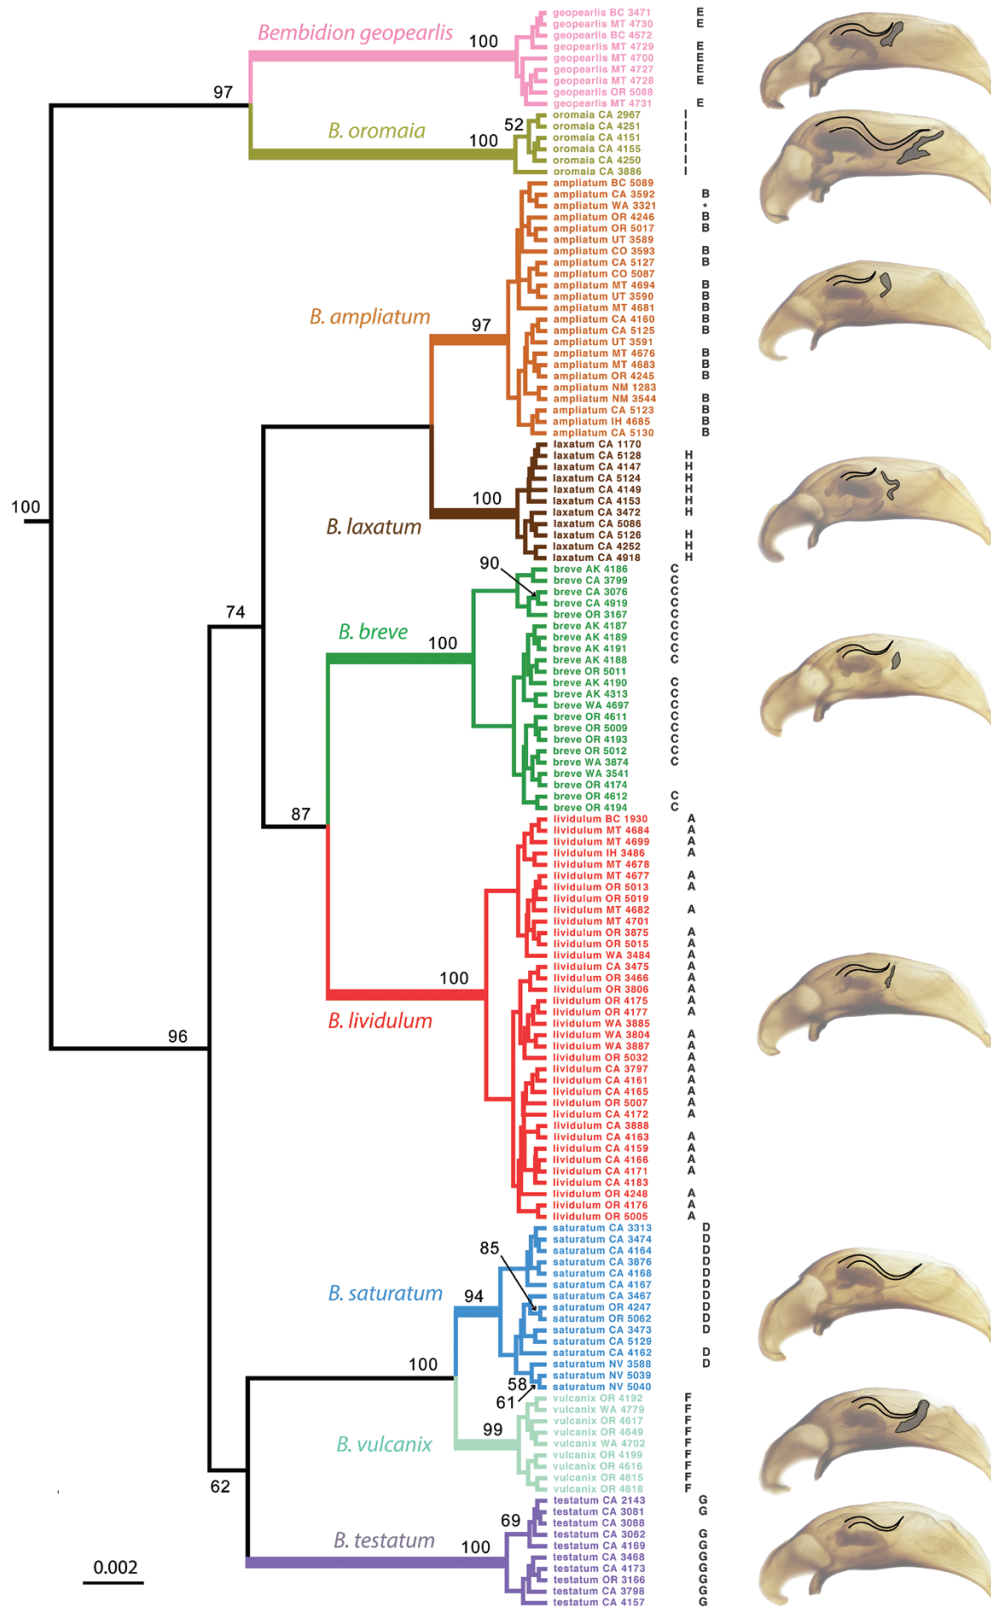 Bembidion geopearlis
100
97
geopearlis BC 3471 E
geopearlis MT 4730 E
geopearlis BC 4572
geopearlis MT 4729 E
geopearlis MT 4700 E
geopearlis MT 4727 E
geopearlis MT 4728 E
geopearlis OR 5088
geopearlis MT 4731 E
B. oromaia
100
52
oromaia CA 2967 I
oromaia CA 4251 I
oromaia CA 4151 I
oromaia CA 4155 I
oromaia CA 4250 I
oromaia CA 3886 I
B. ampliatum
97
ampliatum BC 5089
ampliatum CA 3592 B
ampliatum WA 3321 *
ampliatum OR 4246 B
ampliatum OR 5017 B
ampliatum UT 3589
ampliatum CO 3593 B
ampliatum CA 5127 B
ampliatum CO 5087
ampliatum MT 4694 B
ampliatum UT 3590 B
ampliatum MT 4681 B
ampliatum CA 4160 B
ampliatum CA 5125 B
ampliatum UT 3591
ampliatum MT 4676 B
ampliatum MT 4683 B
ampliatum OR 4245 B
ampliatum NM 1283
ampliatum NM 3544 B
ampliatum CA 5123 B
ampliatum IH 4685 B
ampliatum CA 5130 B
B. laxatum
100
laxatum CA 1170
laxatum CA 5128 H
laxatum CA 4147 H
laxatum CA 5124 H
laxatum CA 4149 H
laxatum CA 4153 H
laxatum CA 3472 H
laxatum CA 5086
laxatum CA 5126 H
laxatum CA 4252 H
laxatum CA 4918 H
100
74
90
B. breve
100
breve AK 4186 C
breve CA 3799 C
breve CA 3076 C
breve CA 4919 C
breve OR 3167 C
breve AK 4187 C
breve AK 4189 C
breve AK 4191 C
breve AK 4188 C
breve OR 5011
breve AK 4190 C
breve AK 4313 C
breve WA 4697 C
breve OR 4611 C
breve OR 5009 C
breve OR 4193 C
breve OR 5012 C
breve WA 3874 C
breve WA 3541
breve OR 4174
breve OR 4612 C
breve OR 4194 C
87
B. lividulum
100
lividulum BC 1930 A
lividulum MT 4684 A
lividulum MT 4699 A
lividulum IH 3486 A
lividulum MT 4678
lividulum MT 4677 A
lividulum OR 5013 A
lividulum OR 5019
lividulum MT 4682 A
lividulum MT 4701
lividulum OR 3875 A
lividulum OR 5015 A
lividulum WA 3484 A
lividulum CA 3475 A
lividulum OR 3466 A
lividulum OR 3806 A
lividulum OR 4175 A
lividulum OR 4177 A
lividulum WA 3885
lividulum WA 3804 A
lividulum WA 3887 A
lividulum OR 5032 A
lividulum CA 3797 A
lividulum CA 4161 A
lividulum CA 4165 A
lividulum OR 5007 A
lividulum CA 4172 A
lividulum CA 3888
lividulum CA 4163 A
lividulum CA 4159 A
lividulum CA 4166 A
lividulum CA 4171 A
lividulum CA 4183
lividulum OR 4248 A
lividulum OR 4176 A
lividulum OR 5005 A
96
B. saturatum
94
85
saturatum CA 3313 D
saturatum CA 3474 D
saturatum CA 4164 D
saturatum CA 3876 D
saturatum CA 4168 D
saturatum CA 4167 D
saturatum CA 3467 D
saturatum OR 4247 D
saturatum OR 5062 D
saturatum CA 3473 D
saturatum CA 5129
saturatum CA 4162 D
saturatum NV 3588 D
saturatum NV 5039
saturatum NV 5040
100
58
61
B. vulcanix
99
vulcanix OR 4192 F
vulcanix WA 4779 F
vulcanix OR 4617 F
vulcanix OR 4649 F
vulcanix WA 4702 F
vulcanix OR 4199 F
vulcanix OR 4616 F
vulcanix OR 4615 F
vulcanix OR 4618 F
62
B. testatum
100
69
testatum CA 2143 G
testatum CA 3081 G
testatum CA 3088
testatum CA 3062 G
testatum CA 4169 G
testatum CA 3468 G
testatum CA 4173 G
testatum OR 3166 G
testatum CA 3798 G
testatum CA 4157 G
0.002